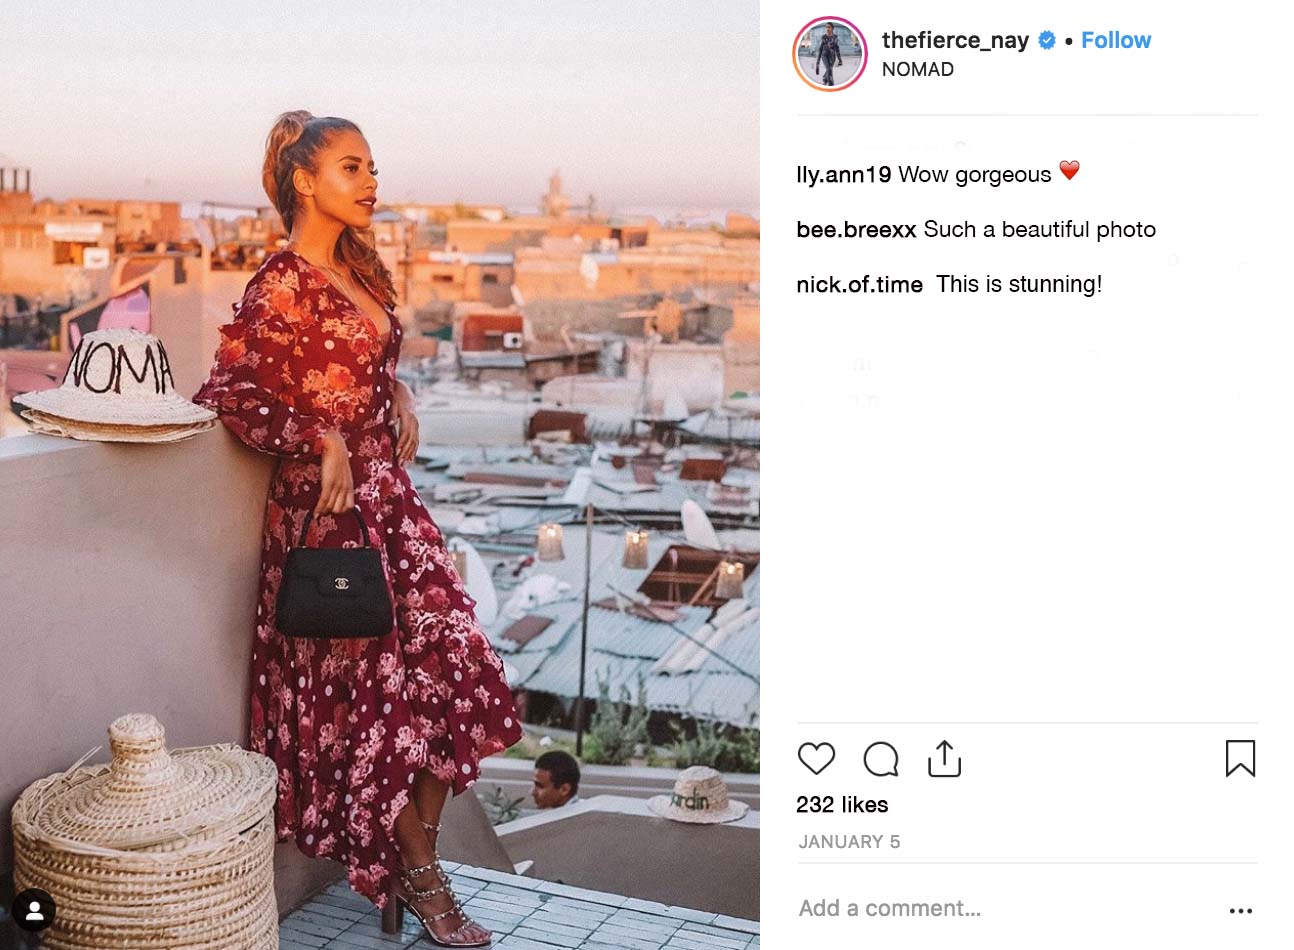 thefierce_nay • Follow
NOMAD
lly.ann19 Wow gorgeous ❤️
bee.breexx Such a beautiful photo
nick.of.time This is stunning!
NOMA
jardin
232 likes
JANUARY 5
Add a comment...